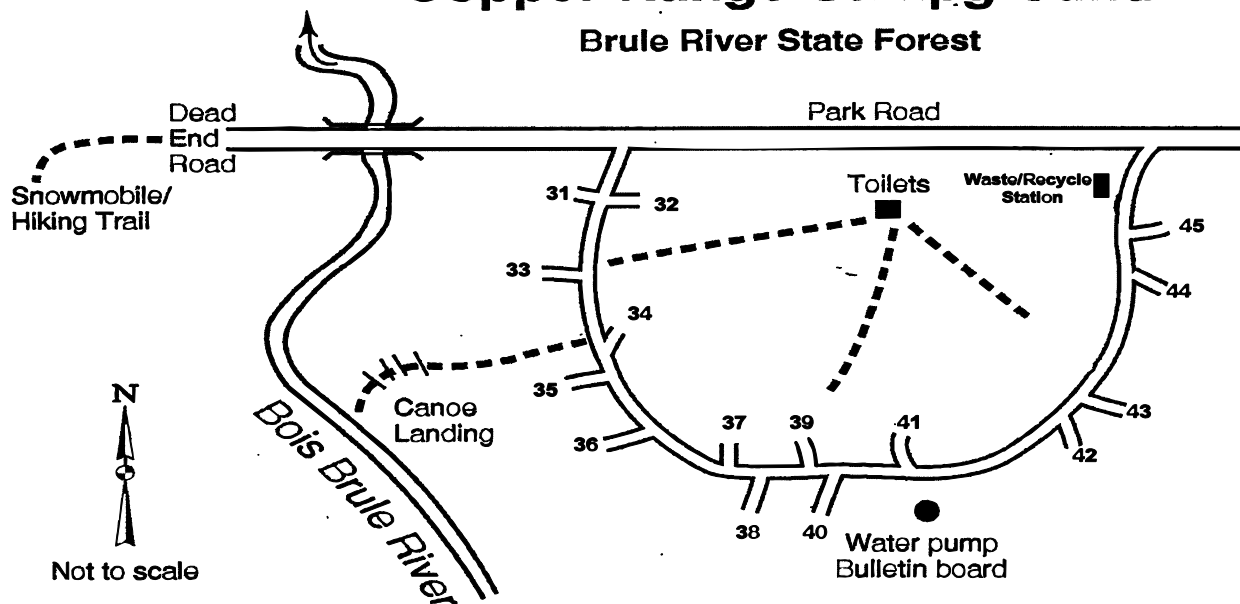 Brule River State Forest
Dead
End
Road
Park Road
Snowmobile/
Hiking Trail
Toilets
Waste/Recycle
Station
31
32
33
34
35
36
37
38
39
40
41
42
43
44
45
Canoe
Landing
Bois Brule River
N
Not to scale
Water pump
Bulletin board